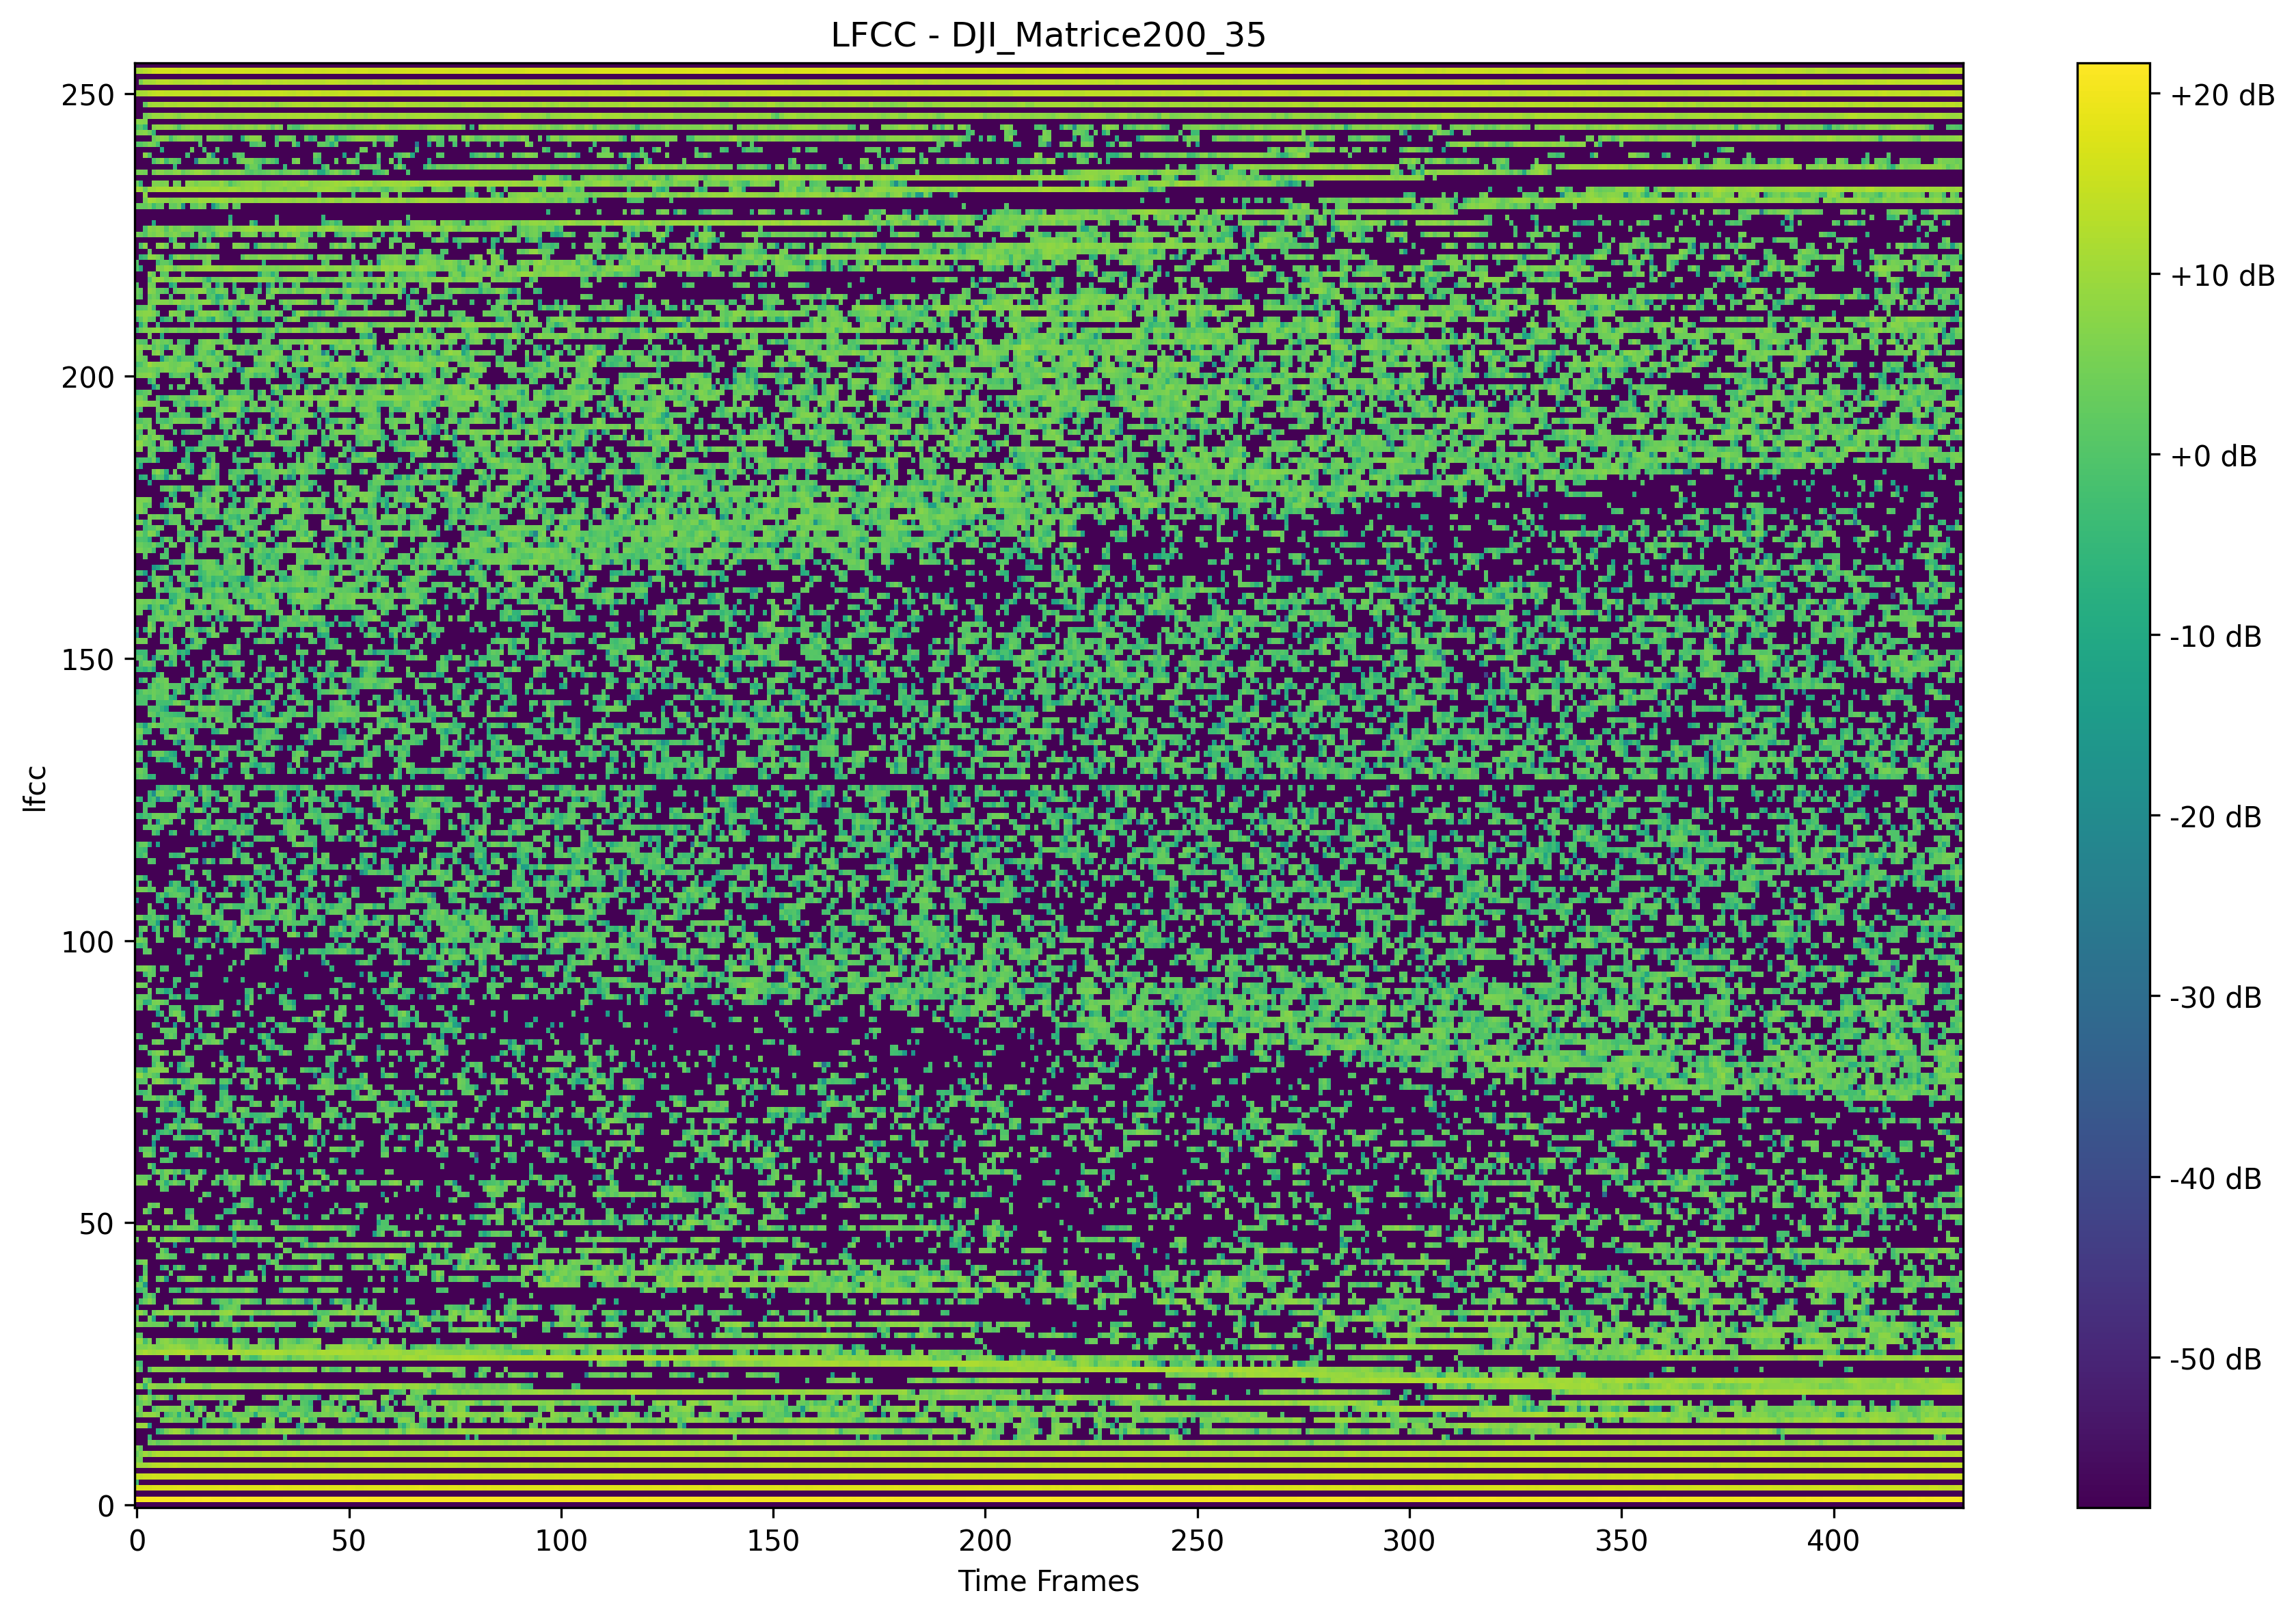 LFCC - DJI_Matrice200_35
250
200
150
100
50
0
lfcc
0 50 100 150 200 250 300 350 400
Time Frames
+20 dB
+10 dB
+0 dB
-10 dB
-20 dB
-30 dB
-40 dB
-50 dB